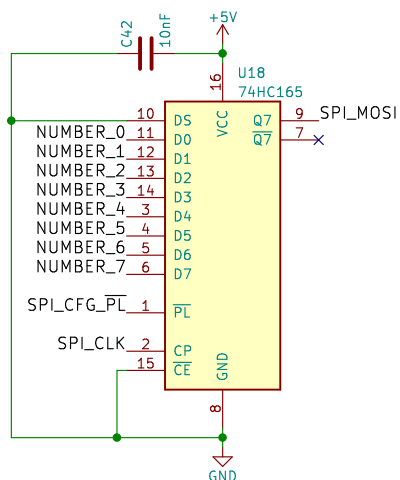 +5V
C42
10nF
16
U18
74HC165
VCC
10 DS
Q7 9 SPI_MOSI
NUMBER_0 11 D0
Q7 7
NUMBER_1 12 D1
NUMBER_2 13 D2
NUMBER_3 14 D3
NUMBER_4 3 D4
NUMBER_5 4 D5
NUMBER_6 5 D6
NUMBER_7 6 D7
SPI_CFG_PL 1 PL
SPI_CLK 2 CP
15 CE
GND
8
GND